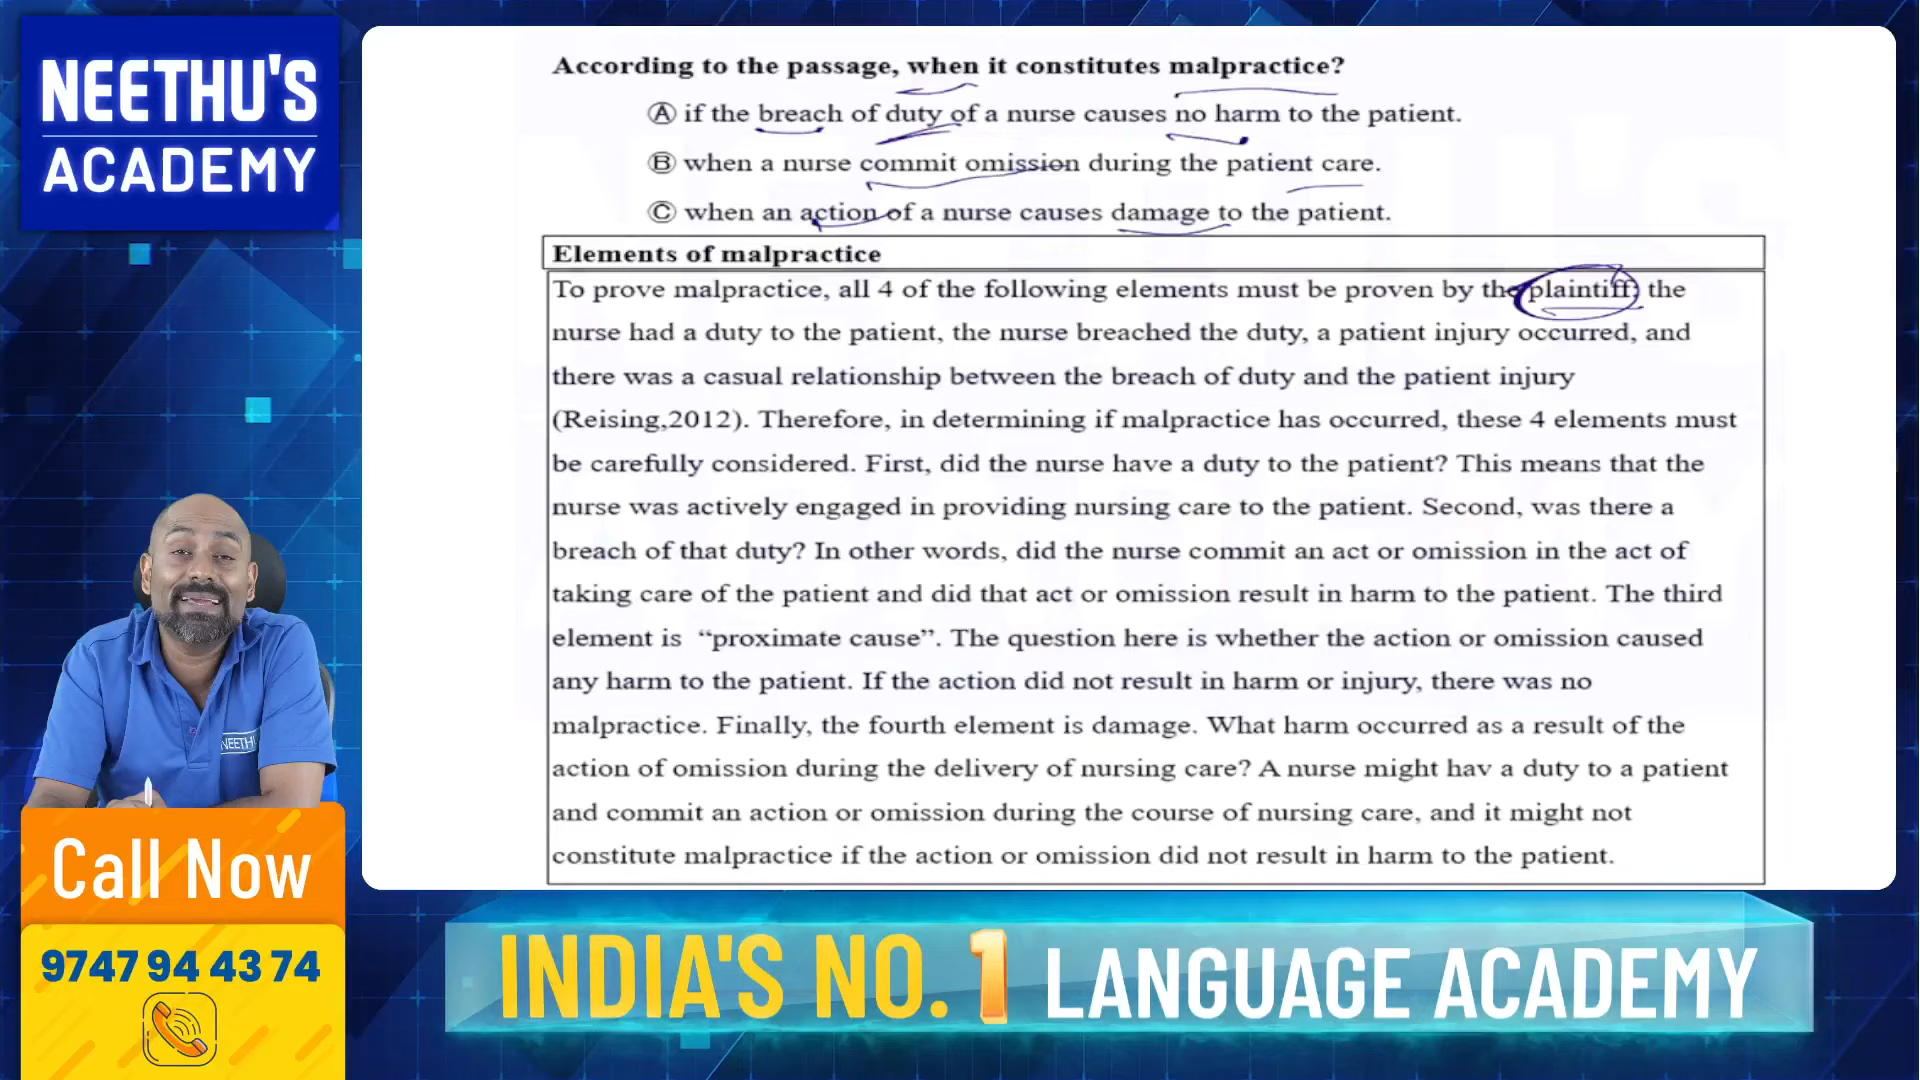 NEETHU'S
ACADEMY
According to the passage, when it constitutes malpractice?
Ⓐ if the breach of duty of a nurse causes no harm to the patient.
Ⓑ when a nurse commit omission during the patient care.
Ⓒ when an action of a nurse causes damage to the patient.
Elements of malpractice
To prove malpractice, all 4 of the following elements must be proven by the plaintiff: the
nurse had a duty to the patient, the nurse breached the duty, a patient injury occurred, and
there was a casual relationship between the breach of duty and the patient injury
(Reising,2012). Therefore, in determining if malpractice has occurred, these 4 elements must
be carefully considered. First, did the nurse have a duty to the patient? This means that the
nurse was actively engaged in providing nursing care to the patient. Second, was there a
breach of that duty? In other words, did the nurse commit an act or omission in the act of
taking care of the patient and did that act or omission result in harm to the patient. The third
element is “proximate cause”. The question here is whether the action or omission caused
any harm to the patient. If the action did not result in harm or injury, there was no
malpractice. Finally, the fourth element is damage. What harm occurred as a result of the
action of omission during the delivery of nursing care? A nurse might hav a duty to a patient
and commit an action or omission during the course of nursing care, and it might not
constitute malpractice if the action or omission did not result in harm to the patient.
NEETH
Call Now
9747 94 43 74
INDIA'S NO. 1 LANGUAGE ACADEMY